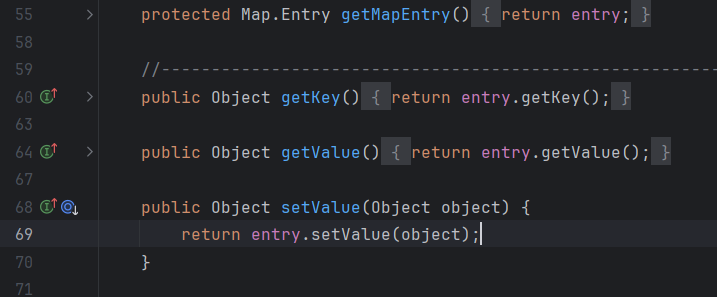 55 protected Map.Entry getMapEntry() { return entry; }
58
59 //--------------------------------------------------------
60 public Object getKey() { return entry.getKey(); }
63
64 public Object getValue() { return entry.getValue(); }
67
68 public Object setValue(Object object) {
69 return entry.setValue(object);
70 }
71